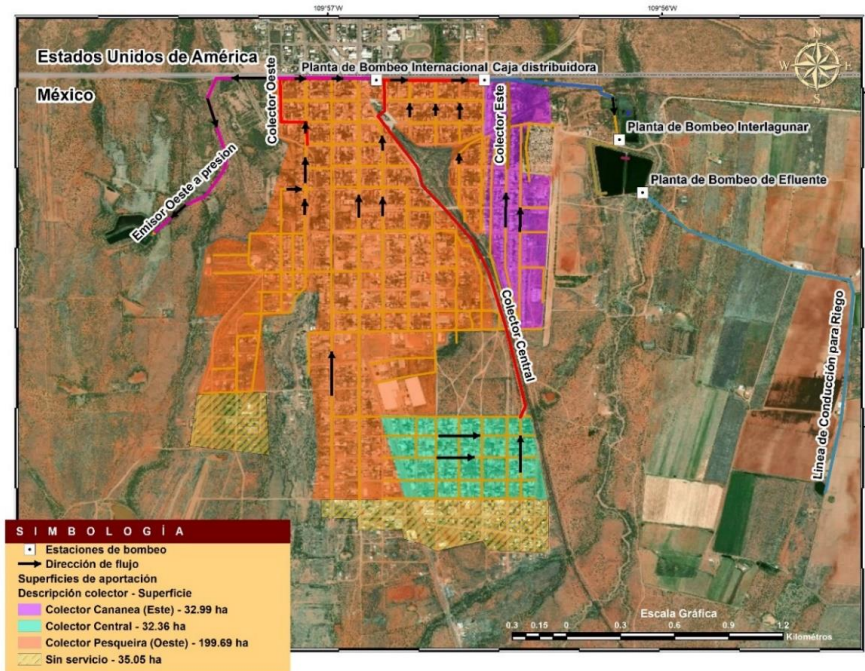 109°57'W
109°56'W
Estados Unidos de América
Planta de Bombeo Internacional
Caja distribuidora
N
W
E
S
México
Colector Oeste
Colector Este
Planta de Bombeo Interlagunar
Emisor Oeste a presion
Planta de Bombeo de Efluente
Colector Central
Línea de Conducción para Riego
SIMBOLOGÍA
Estaciones de bombeo
Dirección de flujo
Superficies de aportación
Descripción colector - Superficie
Colector Cananea (Este) - 32.99 ha
Colector Central - 32.36 ha
Colector Pesqueira (Oeste) - 199.69 ha
Sin servicio - 35.05 ha
Escala Gráfica
0.3 0.15 0 0.3 0.6 0.9 1.2
Kilómetros